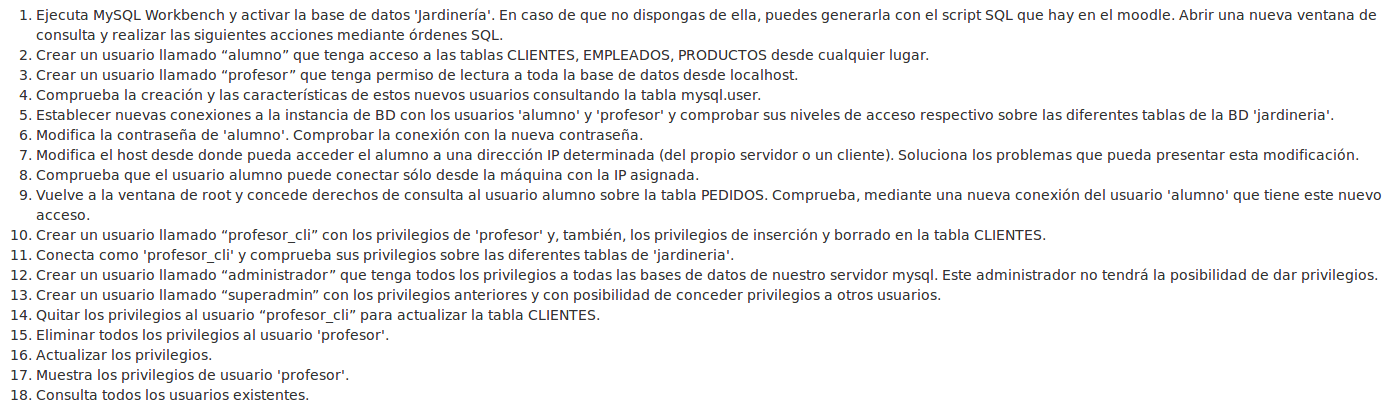 1. Ejecuta MySQL Workbench y activar la base de datos 'Jardinería'. En caso de que no dispongas de ella, puedes generarla con el script SQL que hay en el moodle. Abrir una nueva ventana de
consulta y realizar las siguientes acciones mediante órdenes SQL.
2. Crear un usuario llamado “alumno” que tenga acceso a las tablas CLIENTES, EMPLEADOS, PRODUCTOS desde cualquier lugar.
3. Crear un usuario llamado “profesor” que tenga permiso de lectura a toda la base de datos desde localhost.
4. Comprueba la creación y las características de estos nuevos usuarios consultando la tabla mysql.user.
5. Establecer nuevas conexiones a la instancia de BD con los usuarios 'alumno' y 'profesor' y comprobar sus niveles de acceso respectivo sobre las diferentes tablas de la BD 'jardineria'.
6. Modifica la contraseña de 'alumno'. Comprobar la conexión con la nueva contraseña.
7. Modifica el host desde donde pueda acceder el alumno a una dirección IP determinada (del propio servidor o un cliente). Soluciona los problemas que pueda presentar esta modificación.
8. Comprueba que el usuario alumno puede conectar sólo desde la máquina con la IP asignada.
9. Vuelve a la ventana de root y concede derechos de consulta al usuario alumno sobre la tabla PEDIDOS. Comprueba, mediante una nueva conexión del usuario 'alumno' que tiene este nuevo
acceso.
10. Crear un usuario llamado “profesor_cli” con los privilegios de 'profesor' y, también, los privilegios de inserción y borrado en la tabla CLIENTES.
11. Conecta como 'profesor_cli' y comprueba sus privilegios sobre las diferentes tablas de 'jardineria'.
12. Crear un usuario llamado “administrador” que tenga todos los privilegios a todas las bases de datos de nuestro servidor mysql. Este administrador no tendrá la posibilidad de dar privilegios.
13. Crear un usuario llamado “superadmin” con los privilegios anteriores y con posibilidad de conceder privilegios a otros usuarios.
14. Quitar los privilegios al usuario “profesor_cli” para actualizar la tabla CLIENTES.
15. Eliminar todos los privilegios al usuario 'profesor'.
16. Actualizar los privilegios.
17. Muestra los privilegios de usuario 'profesor'.
18. Consulta todos los usuarios existentes.